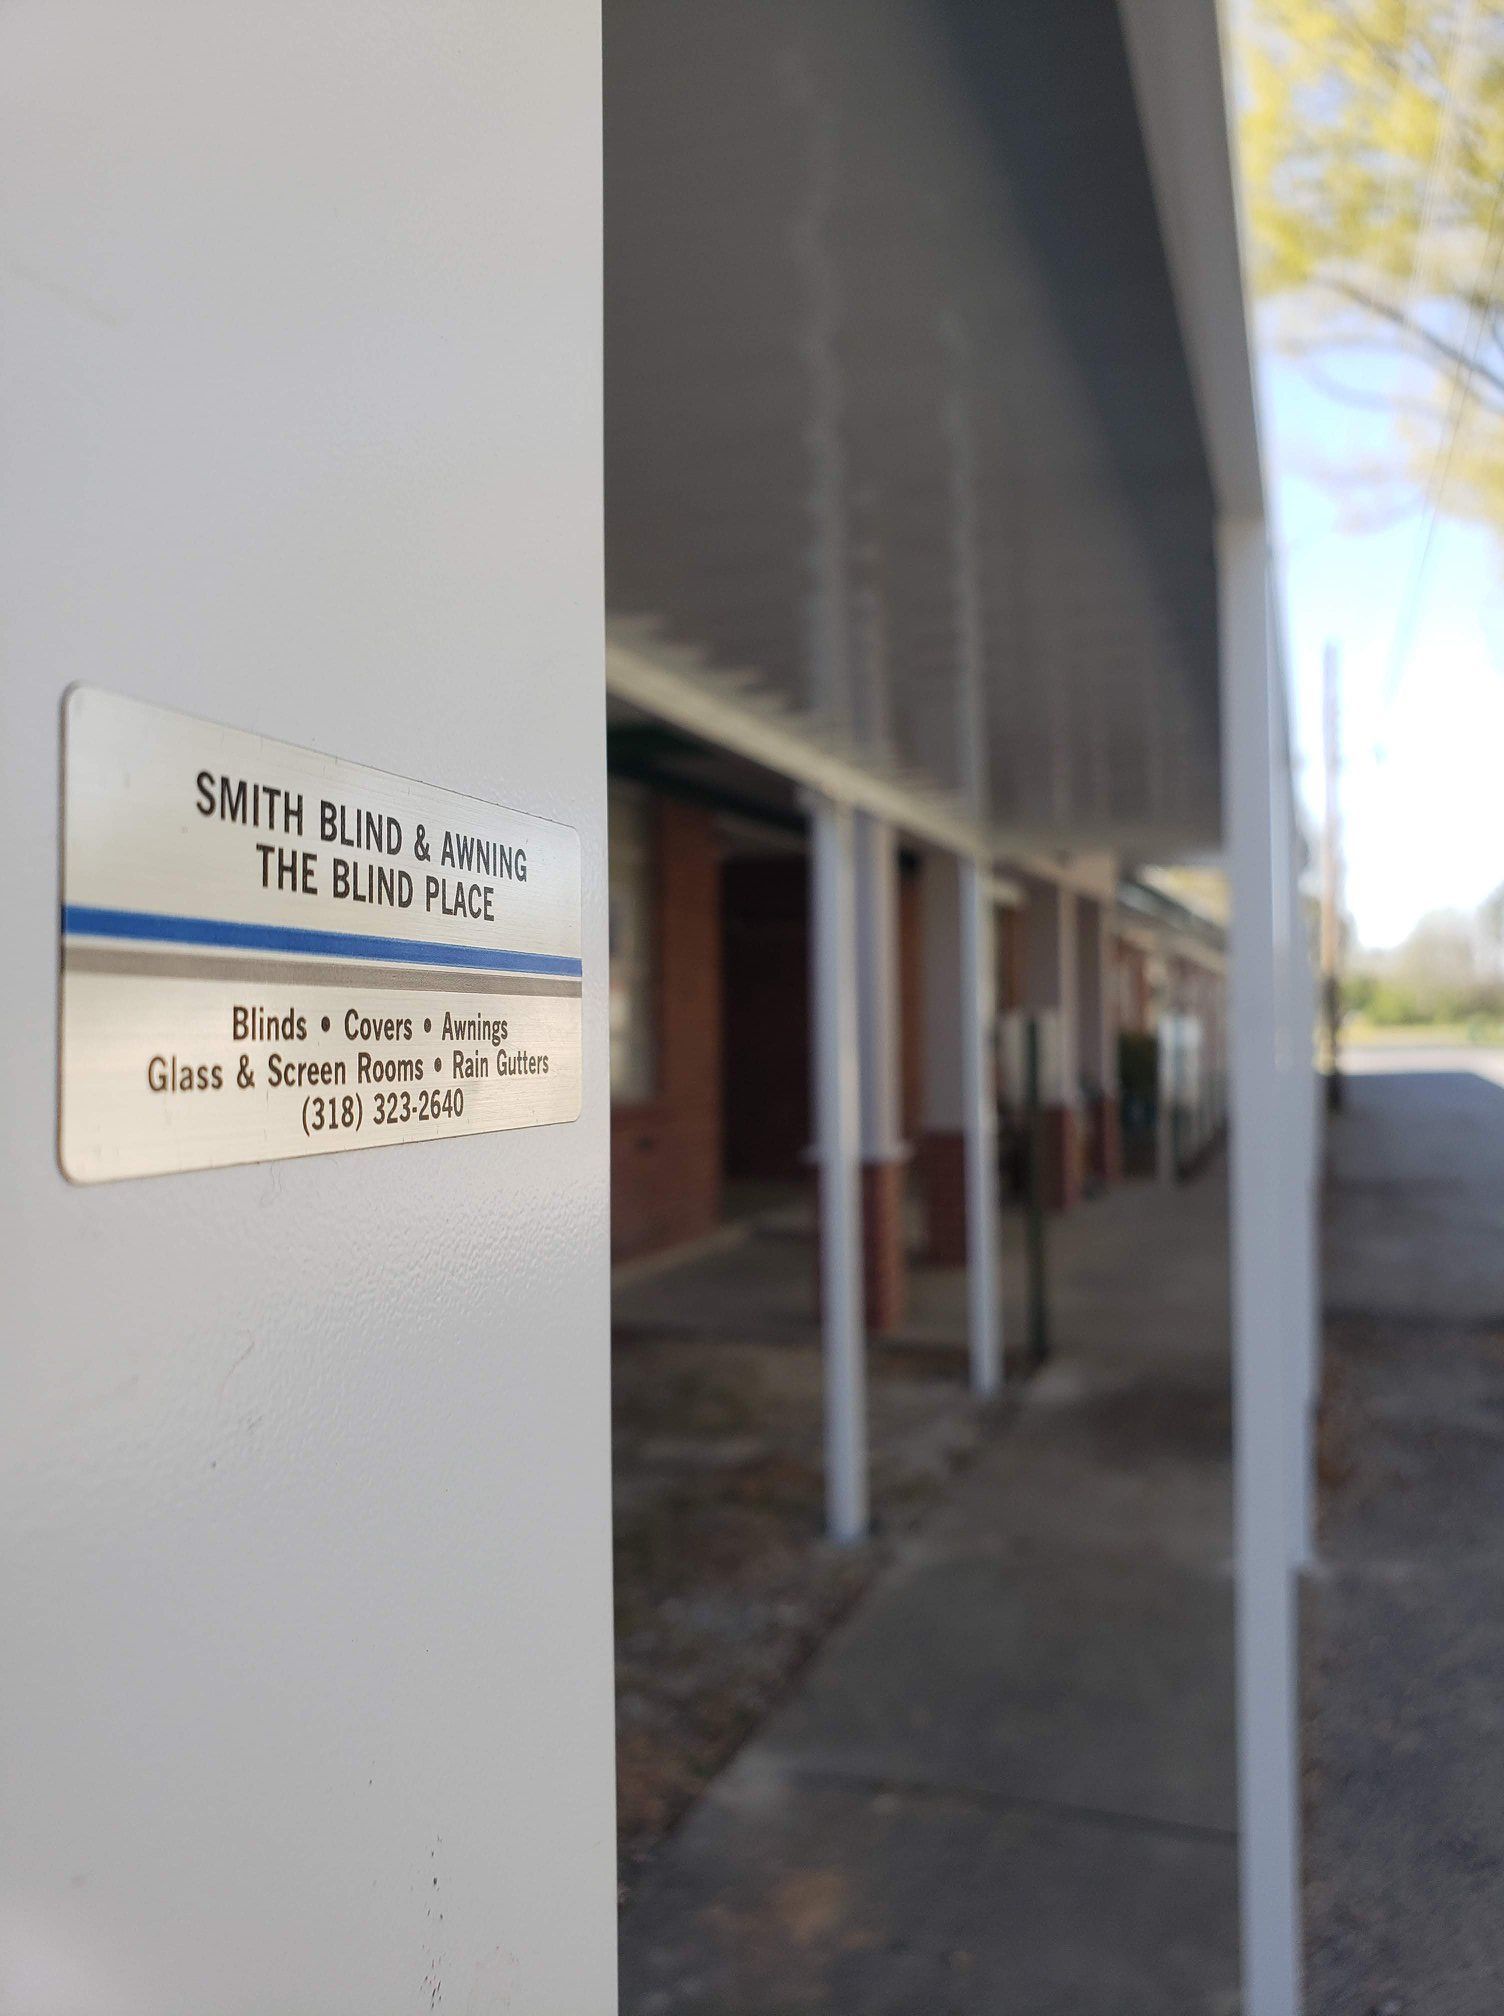 SMITH BLIND & AWNING
THE BLIND PLACE
Blinds • Covers • Awnings
Glass & Screen Rooms • Rain Gutters
(318) 323-2640